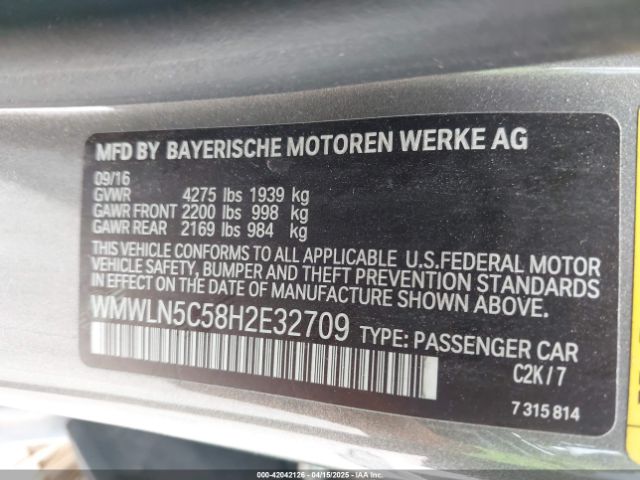 MFD BY BAYERISCHE MOTOREN WERKE AG
09/16
GVWR 4275 lbs 1939 kg
GAWR FRONT 2200 lbs 998 kg
GAWR REAR 2169 lbs 984 kg
THIS VEHICLE CONFORMS TO ALL APPLICABLE U.S.FEDERAL MOTOR
VEHICLE SAFETY, BUMPER AND THEFT PREVENTION STANDARDS
IN EFFECT ON THE DATE OF MANUFACTURE SHOWN ABOVE.
WMWLN5C58H2E32709 TYPE: PASSENGER CAR
C2K/7
7 315 814
000-42042126 - 04/15/2025 - IAAI.COM